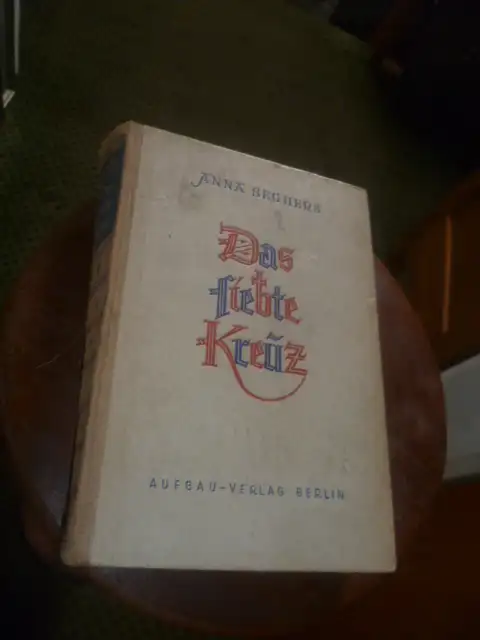 ANNA SEGHERS
Das
siebte
Kreuz
AUFBAU-VERLAG BERLIN